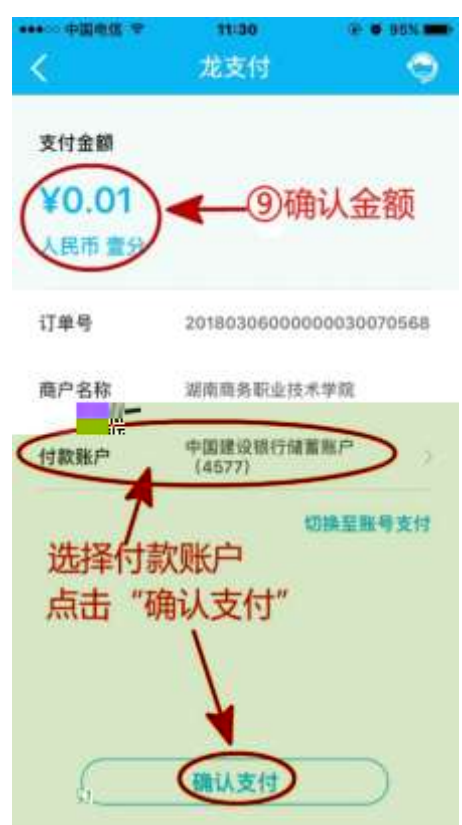 中国电信 11:30 95%
龙支付
支付金额
¥0.01
⑨确认金额
人民币 壹分
订单号 20180306000000030070568
商户名称 湖南商务职业技术学院
付款账户 中国建设银行储蓄账户
(4577)
切换至账号支付
选择付款账户
点击“确认支付”
确认支付